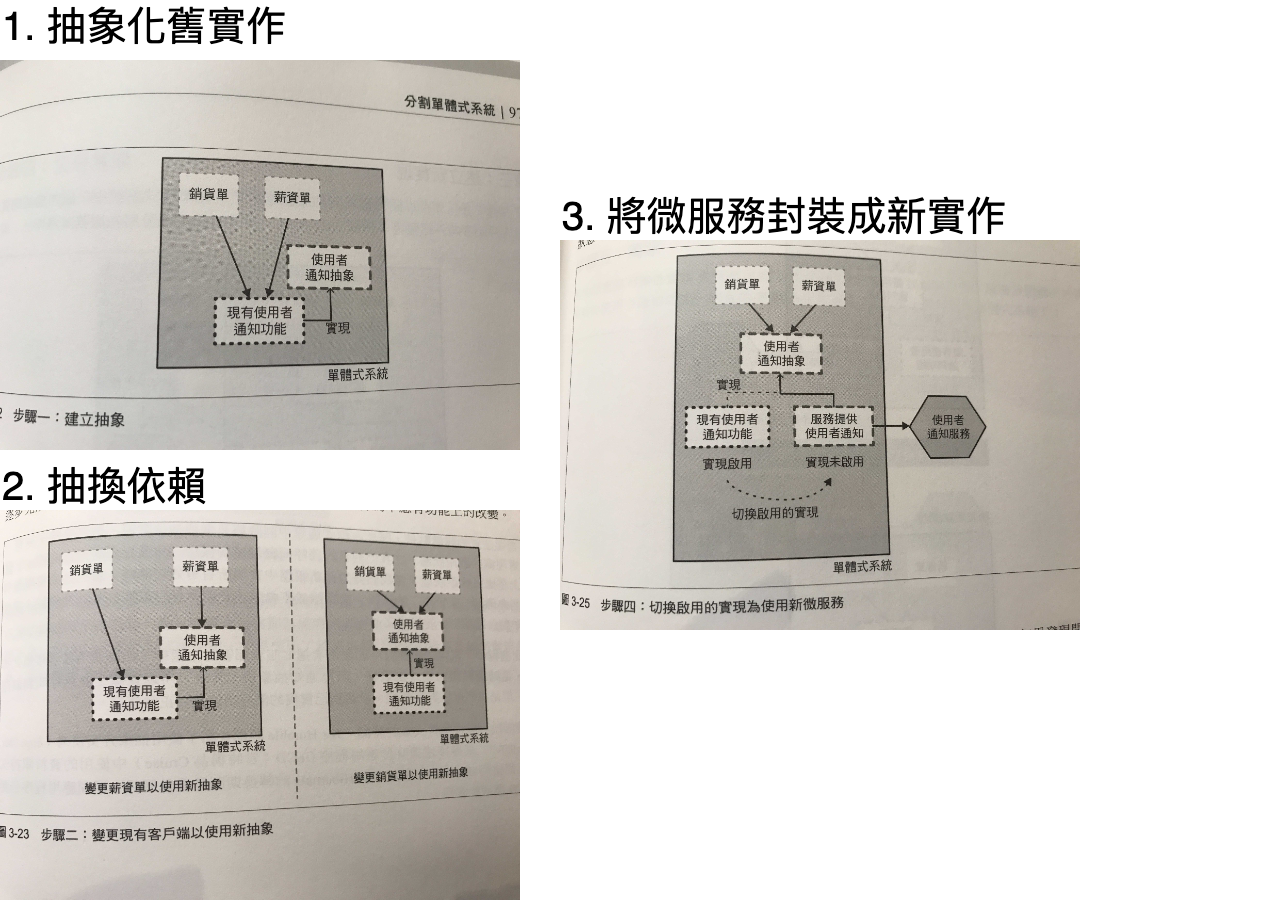 1. 抽象化舊實作
分割單體式系統 | 97
銷貨單
薪資單
使用者
通知抽象
現有使用者
通知功能
實現
單體式系統
步驟一：建立抽象
2. 抽換依賴
銷貨單
薪資單
使用者
通知抽象
現有使用者
通知功能
實現
單體式系統
變更薪資單以使用新抽象
銷貨單
薪資單
使用者
通知抽象
實現
現有使用者
通知功能
單體式系統
變更銷貨單以使用新抽象
圖 3-23 步驟二：變更現有客戶端以使用新抽象
3. 將微服務封裝成新實作
銷貨單
薪資單
使用者
通知抽象
實現
現有使用者
通知功能
服務提供
使用者通知
使用者
通知服務
實現啟用
實現未啟用
切換啟用的實現
單體式系統
圖 3-25 步驟四：切換啟用的實現為使用新微服務